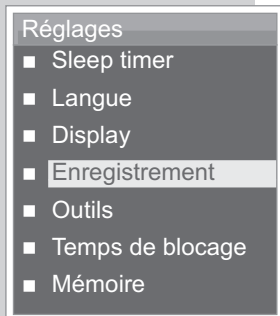 Réglages
Sleep timer
Langue
Display
Enregistrement
Outils
Temps de blocage
Mémoire